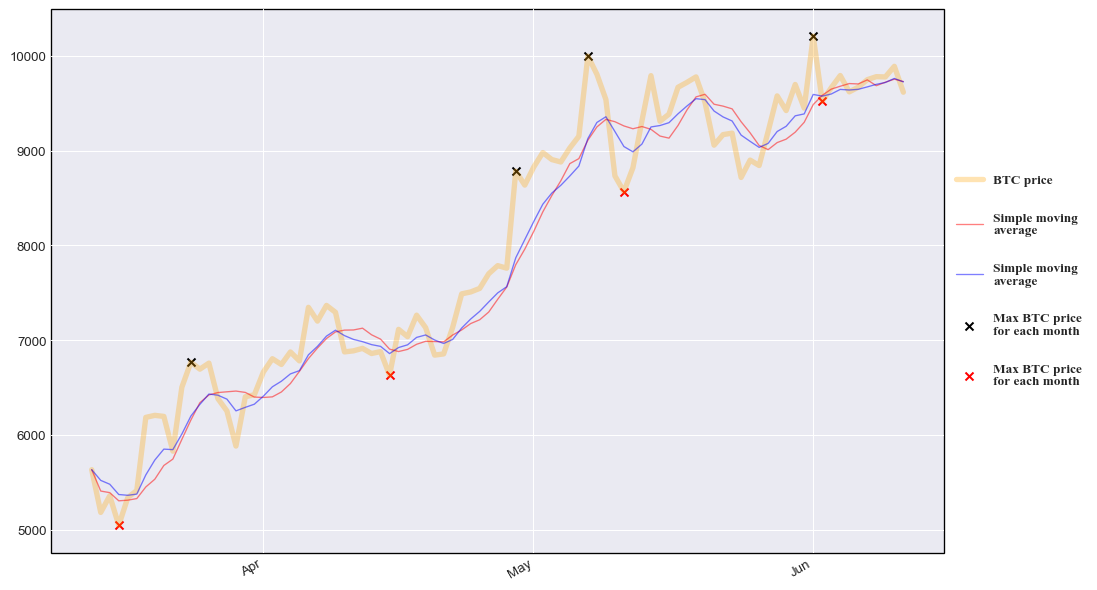 10000
9000
8000
7000
6000
5000
Apr
May
Jun
BTC price
Simple moving
average
Simple moving
average
Max BTC price
for each month
Max BTC price
for each month